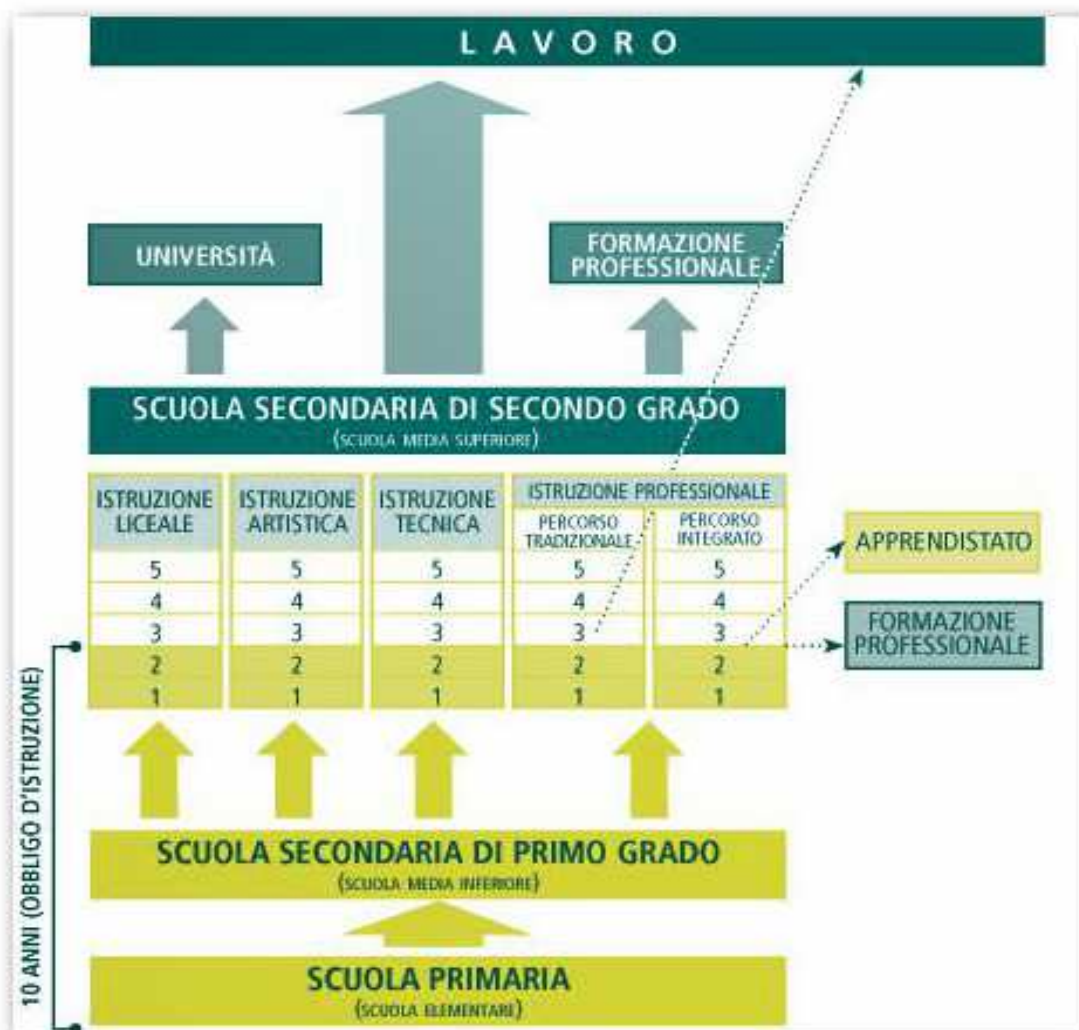 LAVORO
UNIVERSITÀ
FORMAZIONE
PROFESSIONALE
SCUOLA SECONDARIA DI SECONDO GRADO
(SCUOLA MEDIA SUPERIORE)
ISTRUZIONE
LICEALE
ISTRUZIONE
ARTISTICA
ISTRUZIONE
TECNICA
ISTRUZIONE PROFESSIONALE
PERCORSO
TRADIZIONALE
PERCORSO
INTEGRATO
5 5 5 5 5
4 4 4 4 4
3 3 3 3 3
2 2 2 2 2
1 1 1 1 1
APPRENDISTATO
FORMAZIONE
PROFESSIONALE
10 ANNI (OBBLIGO D'ISTRUZIONE)
SCUOLA SECONDARIA DI PRIMO GRADO
(SCUOLA MEDIA INFERIORE)
SCUOLA PRIMARIA
(SCUOLA ELEMENTARE)